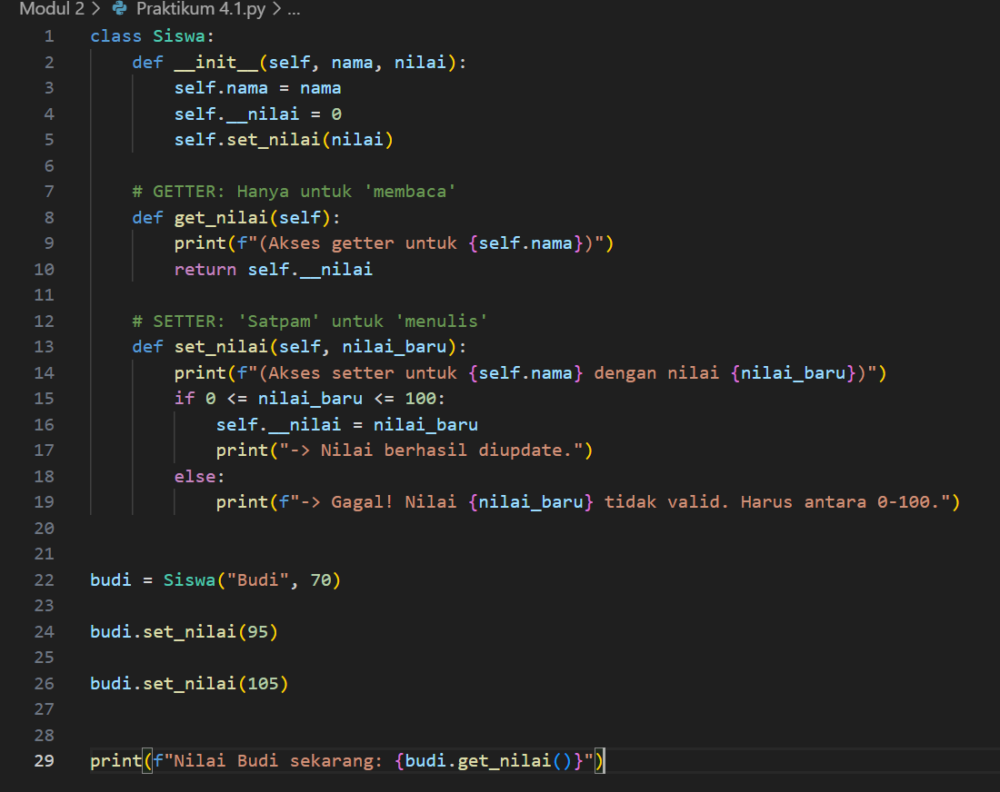 Modul 2 > Praktikum 4.1.py > ...
1 class Siswa:
2     def __init__(self, nama, nilai):
3         self.nama = nama
4         self.__nilai = 0
5         self.set_nilai(nilai)
6
7     # GETTER: Hanya untuk 'membaca'
8     def get_nilai(self):
9         print(f"(Akses getter untuk {self.nama})")
10         return self.__nilai
11
12     # SETTER: 'Satpam' untuk 'menulis'
13     def set_nilai(self, nilai_baru):
14         print(f"(Akses setter untuk {self.nama} dengan nilai {nilai_baru})")
15         if 0 <= nilai_baru <= 100:
16             self.__nilai = nilai_baru
17             print("-> Nilai berhasil diupdate.")
18         else:
19             print(f"-> Gagal! Nilai {nilai_baru} tidak valid. Harus antara 0-100.")
20
21
22 budi = Siswa("Budi", 70)
23
24 budi.set_nilai(95)
25
26 budi.set_nilai(105)
27
28
29 print(f"Nilai Budi sekarang: {budi.get_nilai()}")